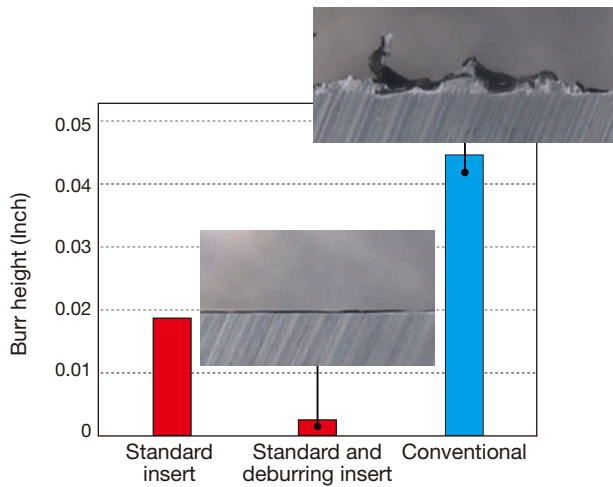 Burr height (Inch)
0.05
0.04
0.03
0.02
0.01
0
Standard
insert
Standard and
deburring insert
Conventional